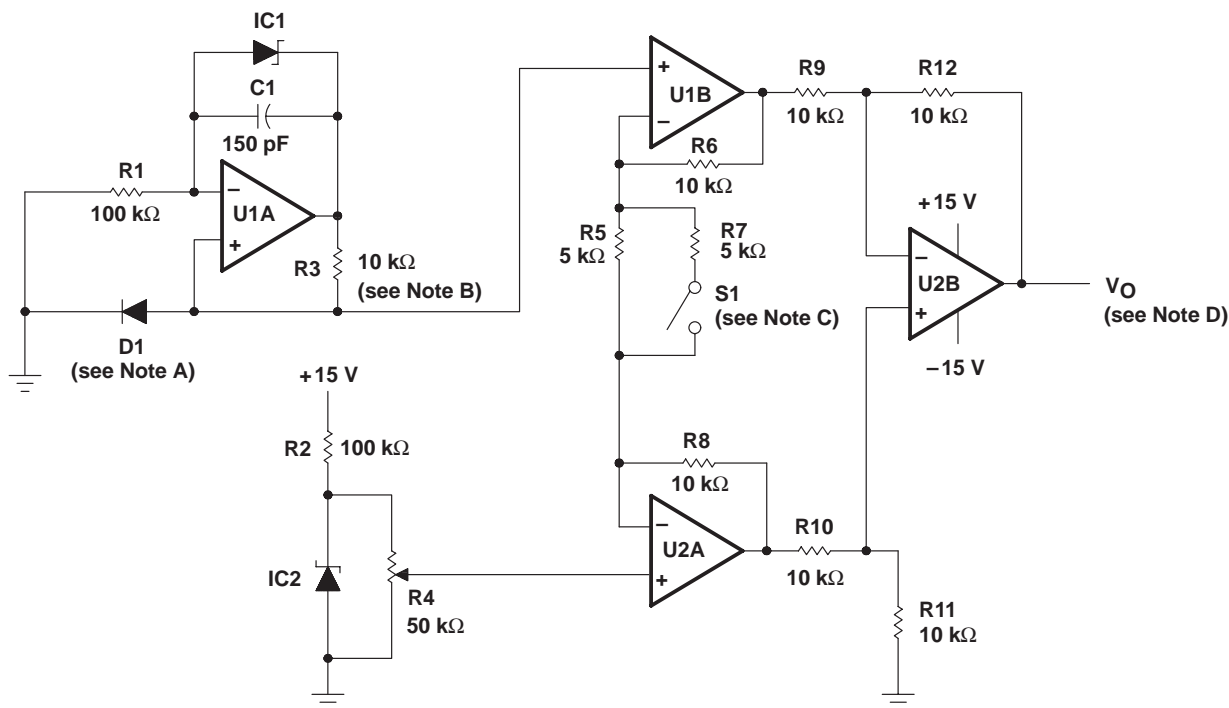 IC1
C1
150 pF
R1
100 kΩ
−
U1A
+
R3
10 kΩ
(see Note B)
D1
(see Note A)
+15 V
R2
100 kΩ
IC2
R4
50 kΩ
+
U1B
−
R6
10 kΩ
R5
5 kΩ
R7
5 kΩ
S1
(see Note C)
R8
10 kΩ
−
U2A
+
R9
10 kΩ
R12
10 kΩ
+15 V
−
U2B
+
−15 V
VO
(see Note D)
R10
10 kΩ
R11
10 kΩ